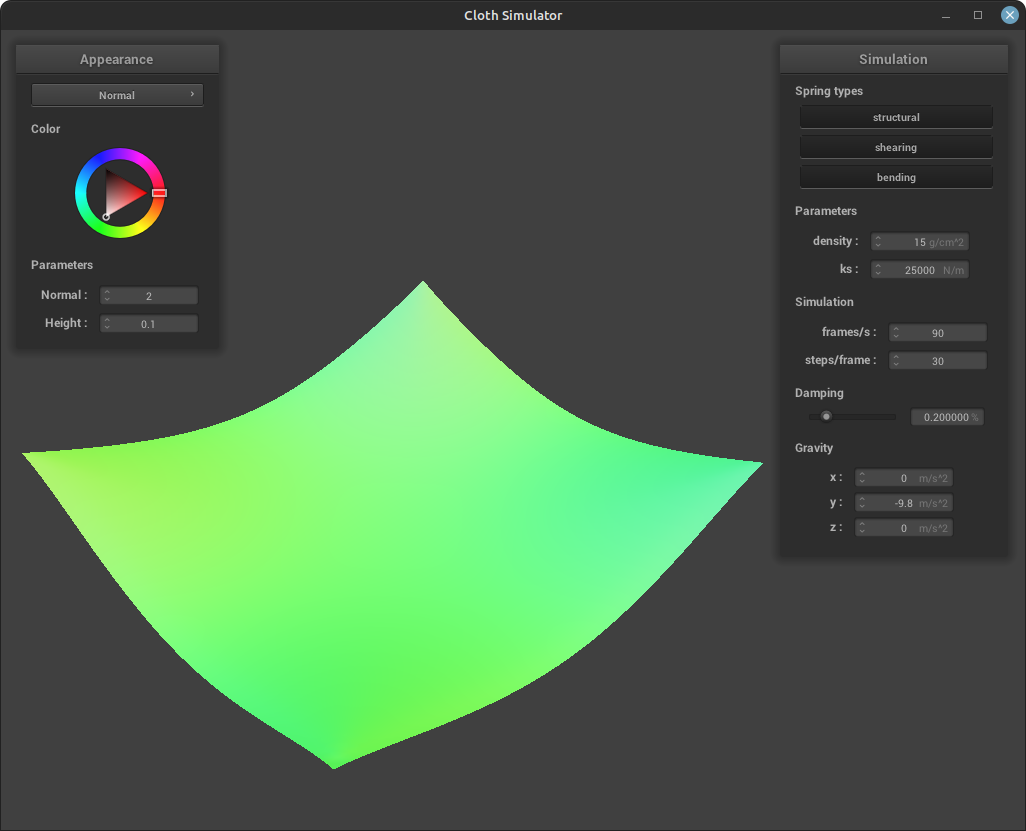 Cloth Simulator
Appearance
Normal
Color
Parameters
Normal : 2
Height : 0.1
Simulation
Spring types
structural
shearing
bending
Parameters
density : 15 g/cm^2
ks : 25000 N/m
Simulation
frames/s : 90
steps/frame : 30
Damping
0.200000 %
Gravity
x : 0 m/s^2
y : -9.8 m/s^2
z : 0 m/s^2